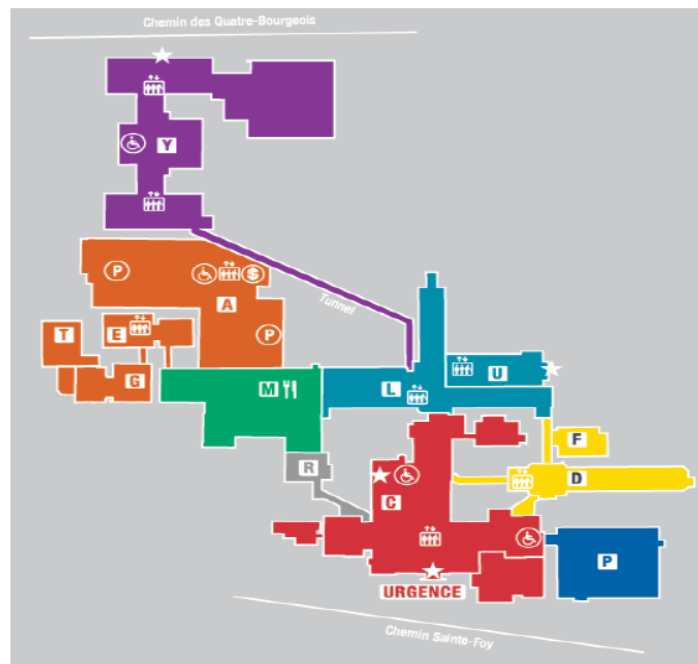 Chemin des Quatre-Bourgeois
Y
P
$
A
Tunnel
P
T
E
G
M
L
U
F
R
D
C
P
URGENCE
Chemin Sainte-Foy